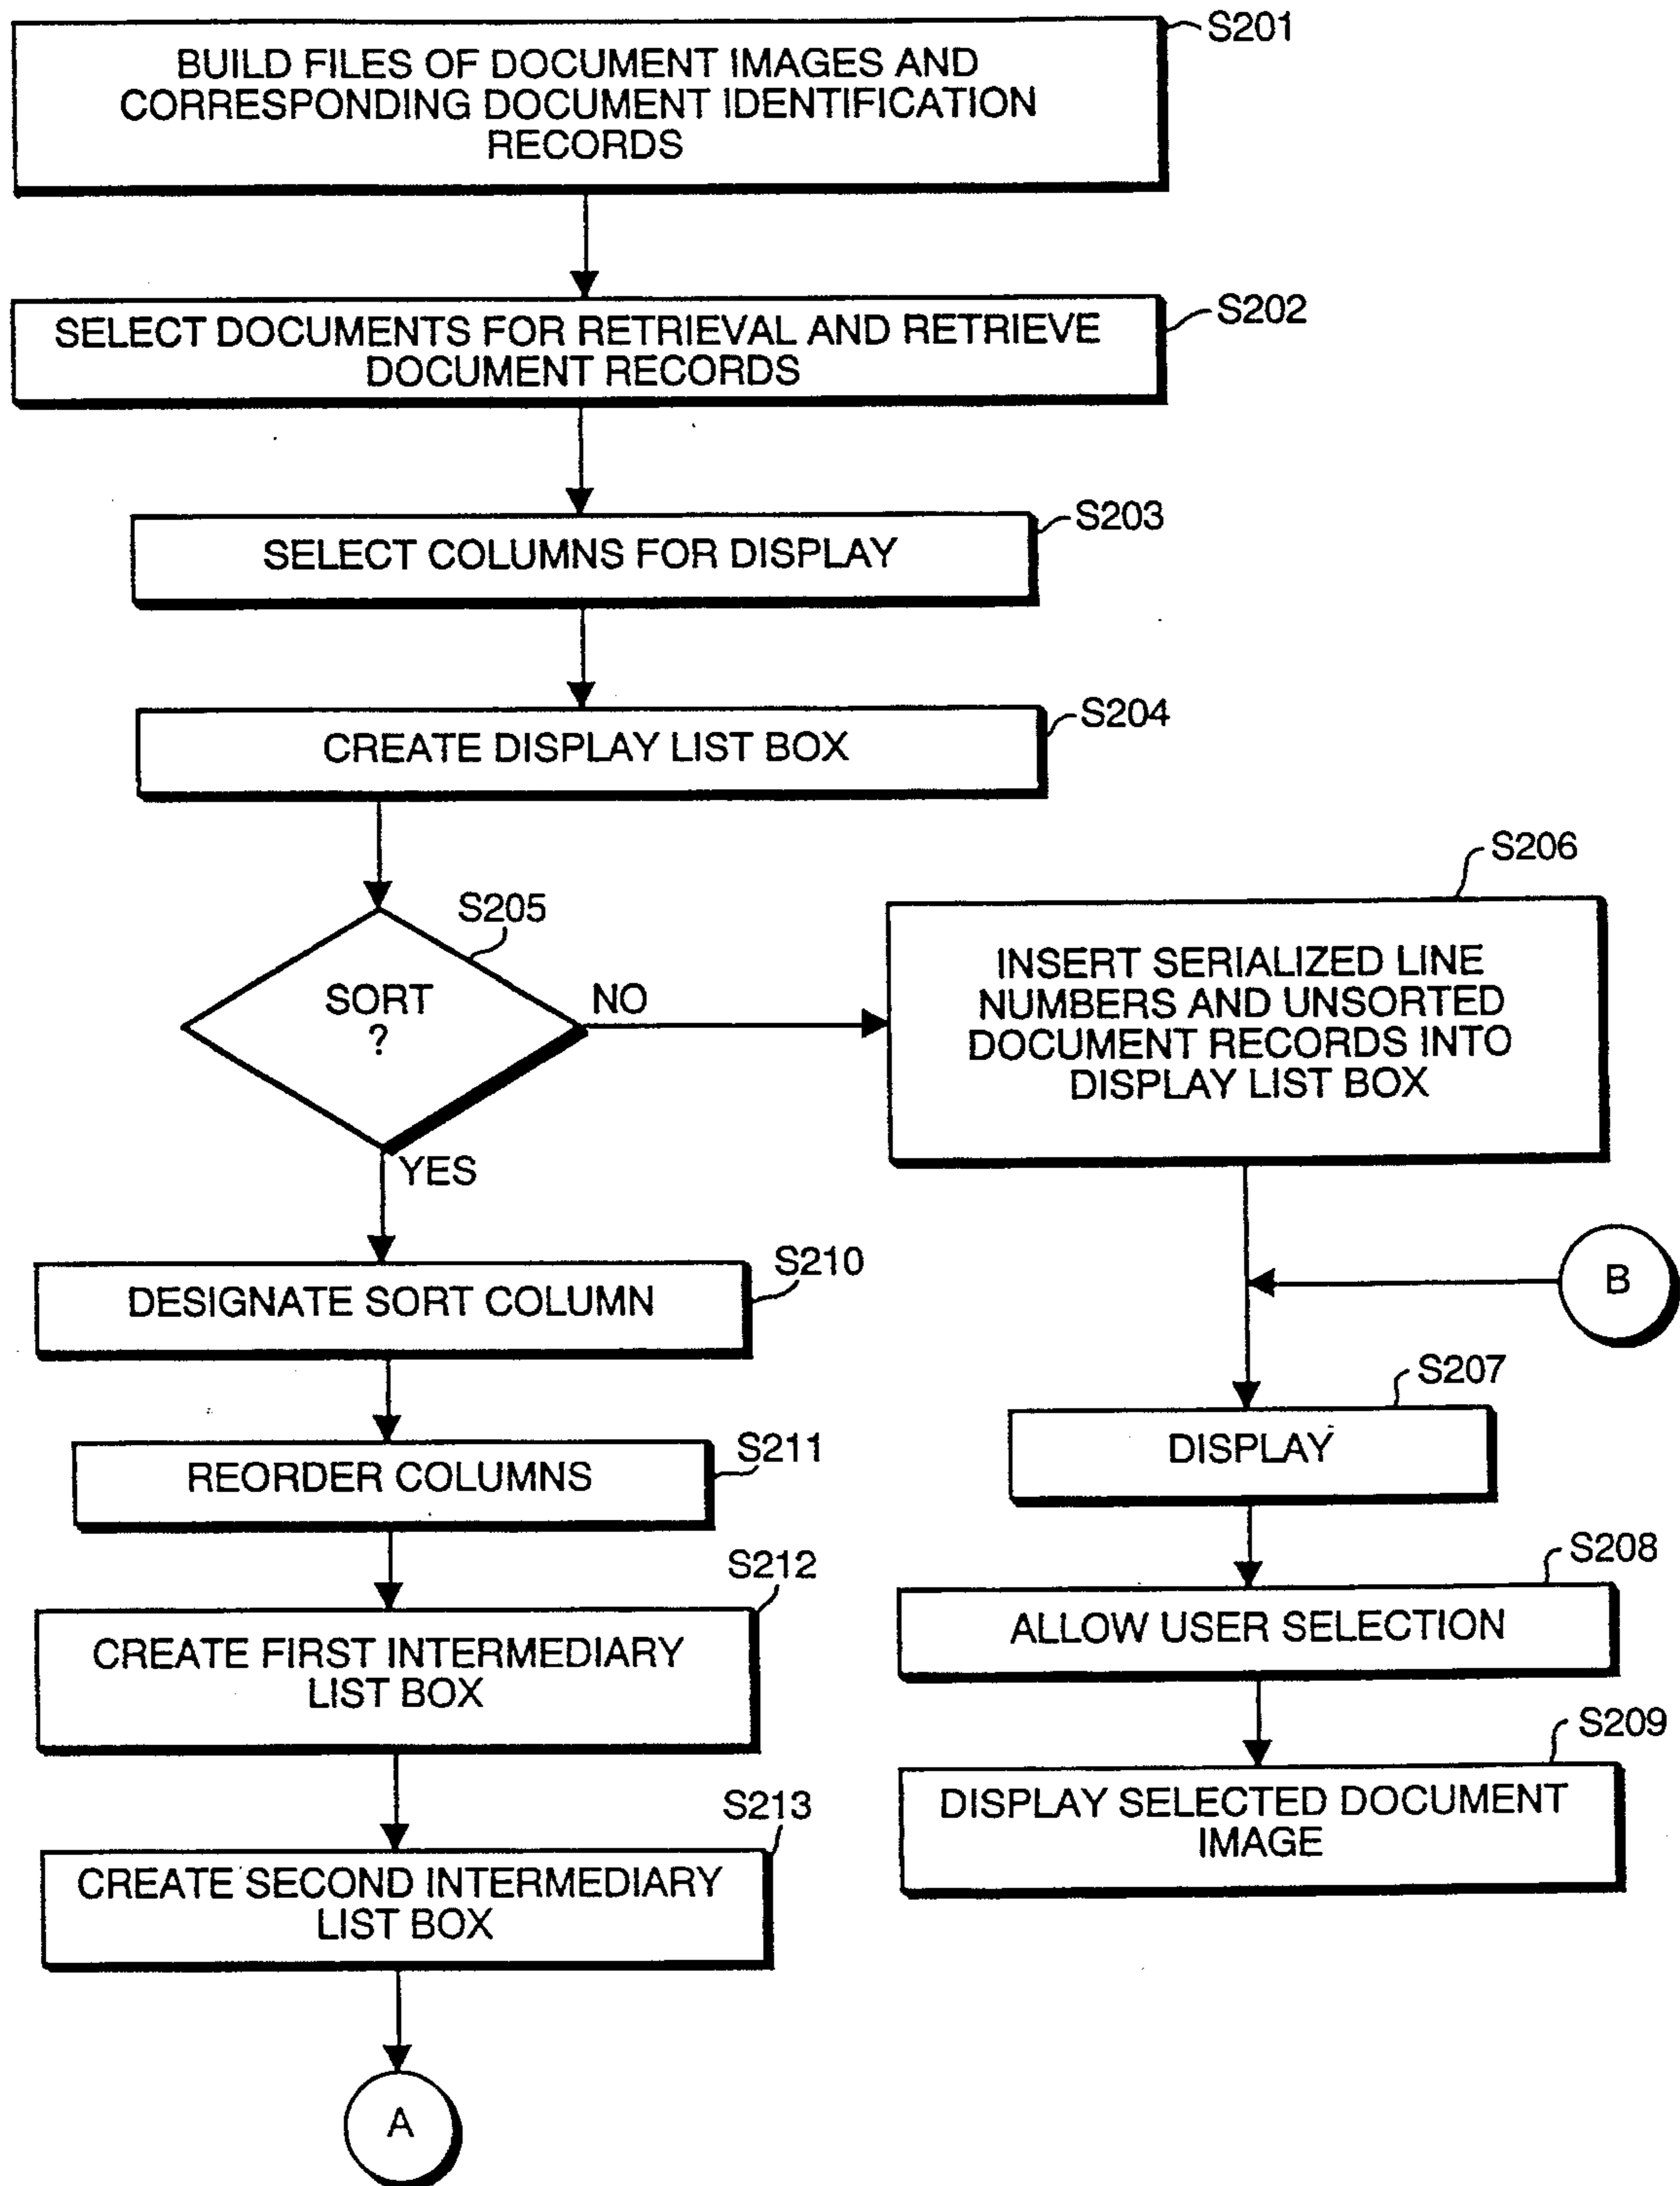 S201
BUILD FILES OF DOCUMENT IMAGES AND
CORRESPONDING DOCUMENT IDENTIFICATION
RECORDS
S202
SELECT DOCUMENTS FOR RETRIEVAL AND RETRIEVE
DOCUMENT RECORDS
S203
SELECT COLUMNS FOR DISPLAY
S204
CREATE DISPLAY LIST BOX
S205
SORT
?
NO
YES
S206
INSERT SERIALIZED LINE
NUMBERS AND UNSORTED
DOCUMENT RECORDS INTO
DISPLAY LIST BOX
B
S207
DISPLAY
S208
ALLOW USER SELECTION
S209
DISPLAY SELECTED DOCUMENT
IMAGE
S210
DESIGNATE SORT COLUMN
S211
REORDER COLUMNS
S212
CREATE FIRST INTERMEDIARY
LIST BOX
S213
CREATE SECOND INTERMEDIARY
LIST BOX
A